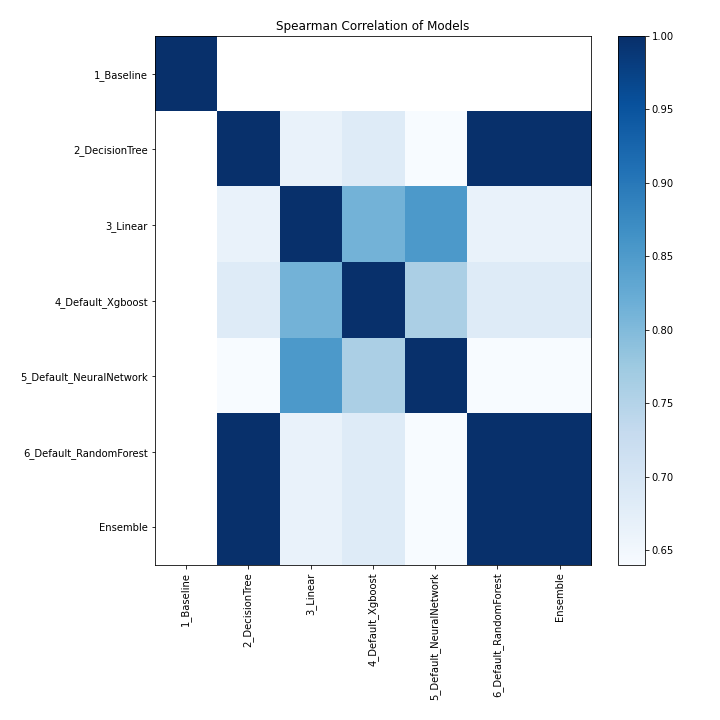 Spearman Correlation of Models
1_Baseline
2_DecisionTree
3_Linear
4_Default_Xgboost
5_Default_NeuralNetwork
6_Default_RandomForest
Ensemble
1_Baseline
2_DecisionTree
3_Linear
4_Default_Xgboost
5_Default_NeuralNetwork
6_Default_RandomForest
Ensemble
1.00
0.95
0.90
0.85
0.80
0.75
0.70
0.65